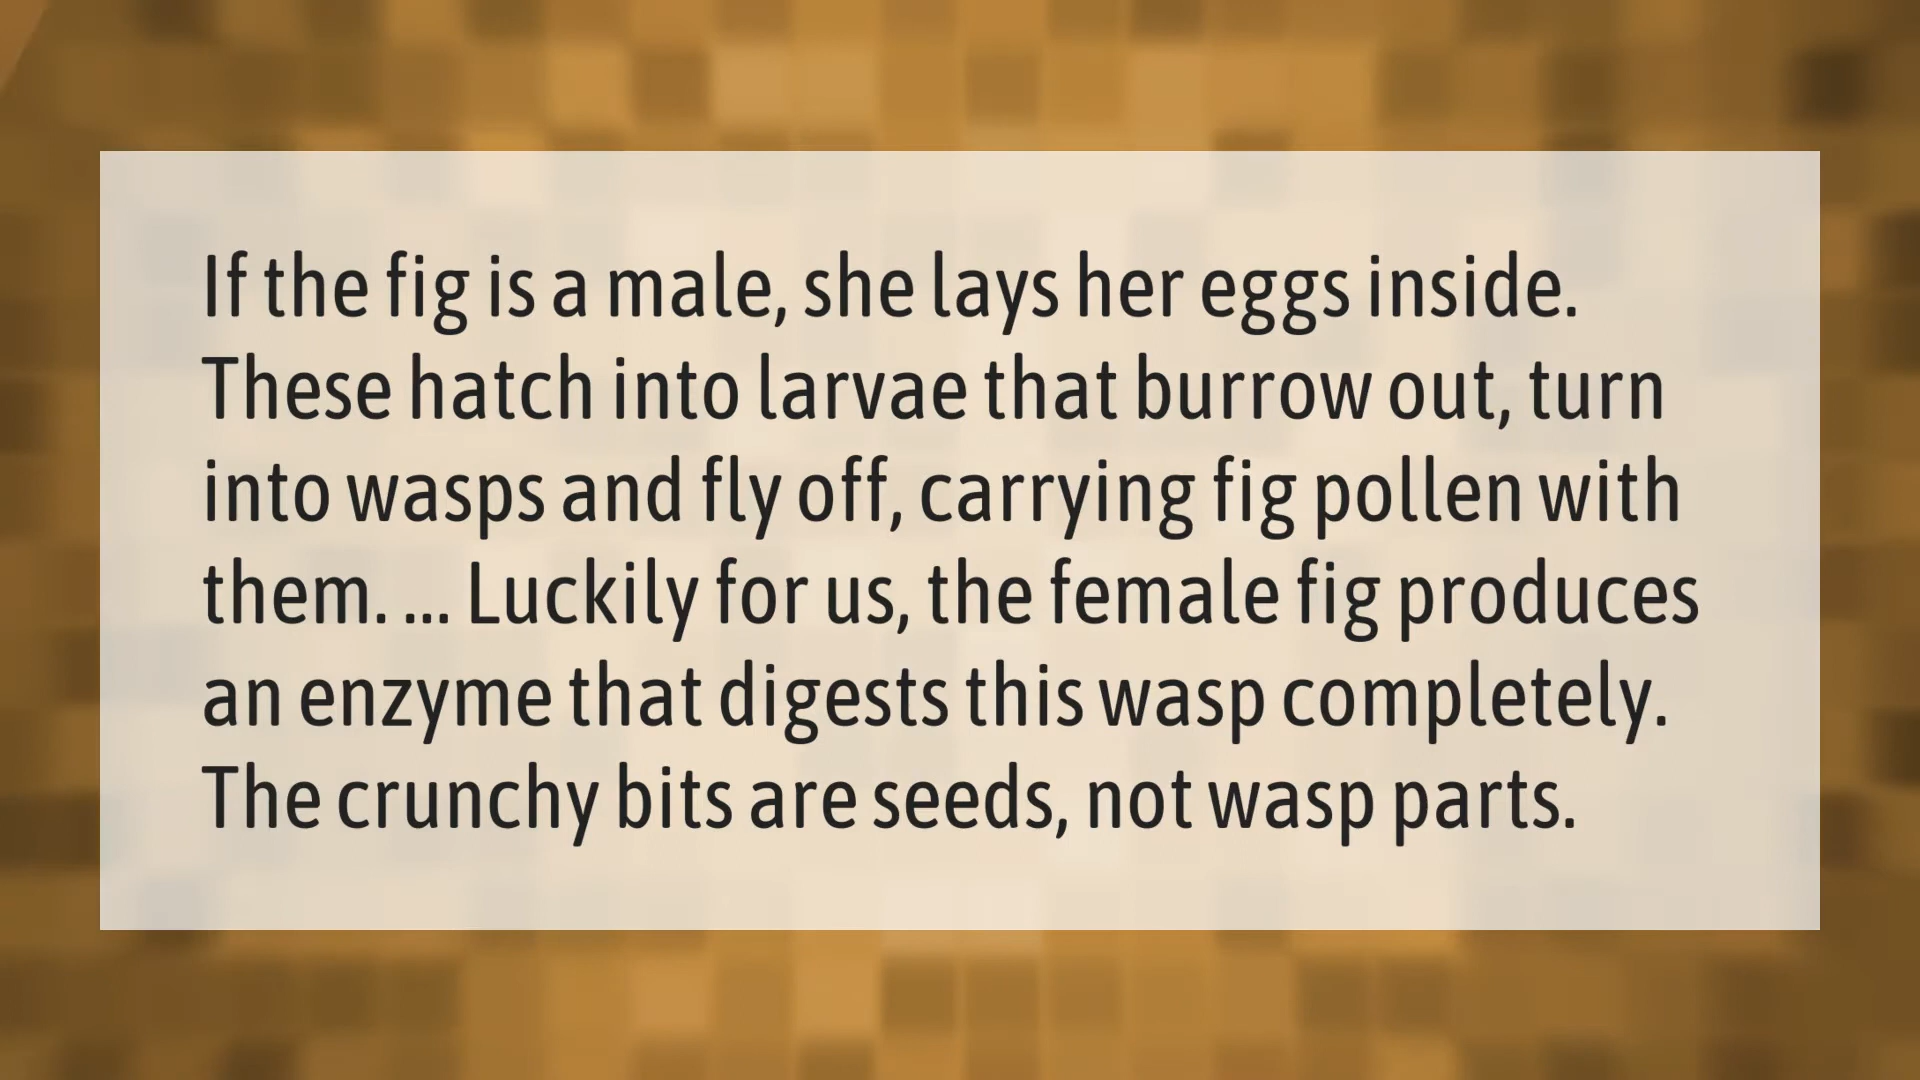 If the fig is a male, she lays her eggs inside.
These hatch into larvae that burrow out, turn
into wasps and fly off, carrying fig pollen with
them. ... Luckily for us, the female fig produces
an enzyme that digests this wasp completely.
The crunchy bits are seeds, not wasp parts.